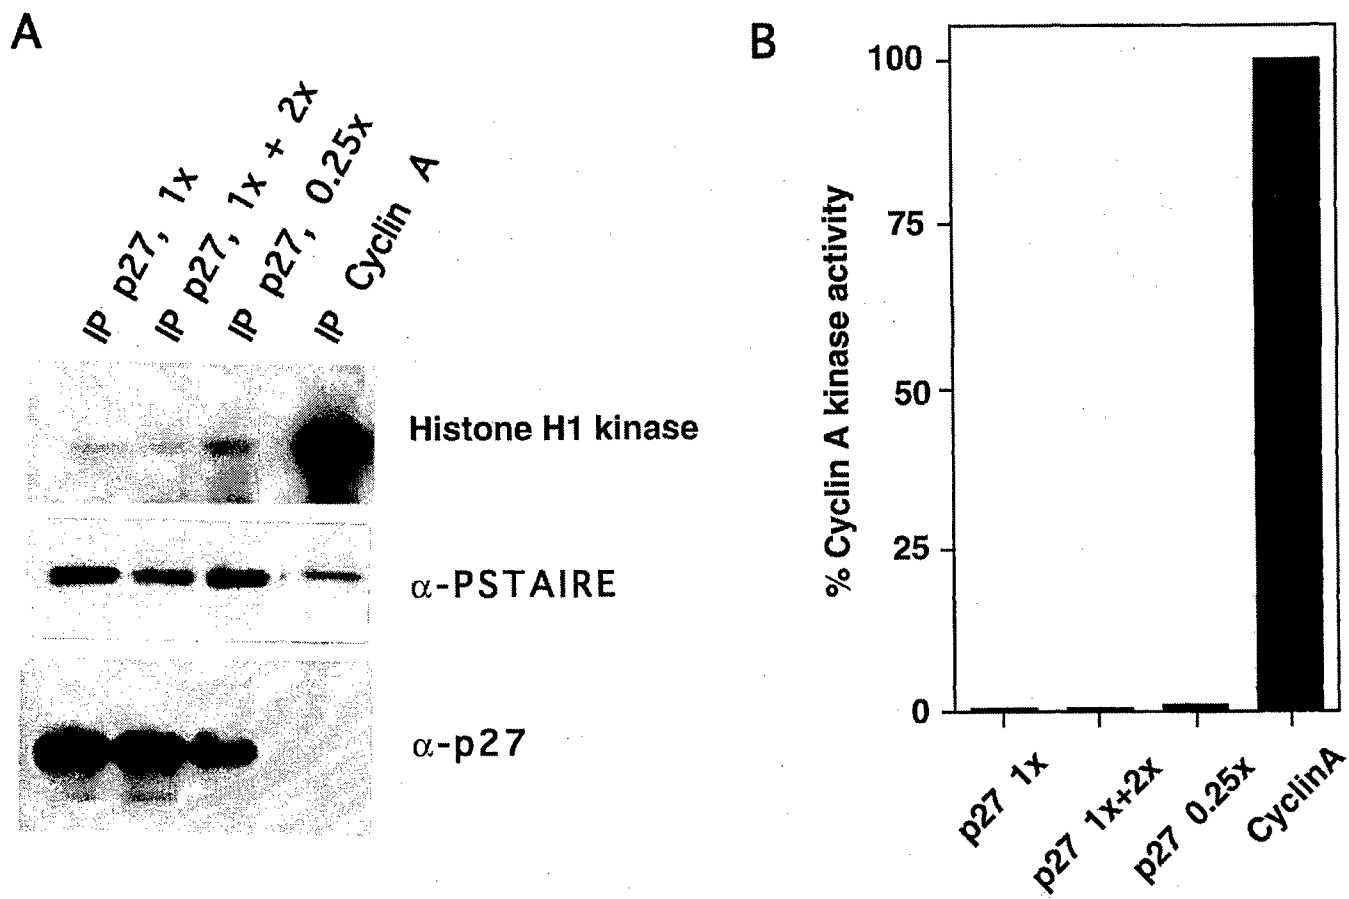 A
IP p27, 1x
IP p27, 1x + 2x
IP p27, 0.25x
IP Cyclin A
Histone H1 kinase
α-PSTAIRE
α-p27
B
% Cyclin A kinase activity
100
75
50
25
0
p27 1x
p27 1x+2x
p27 0.25x
CyclinA